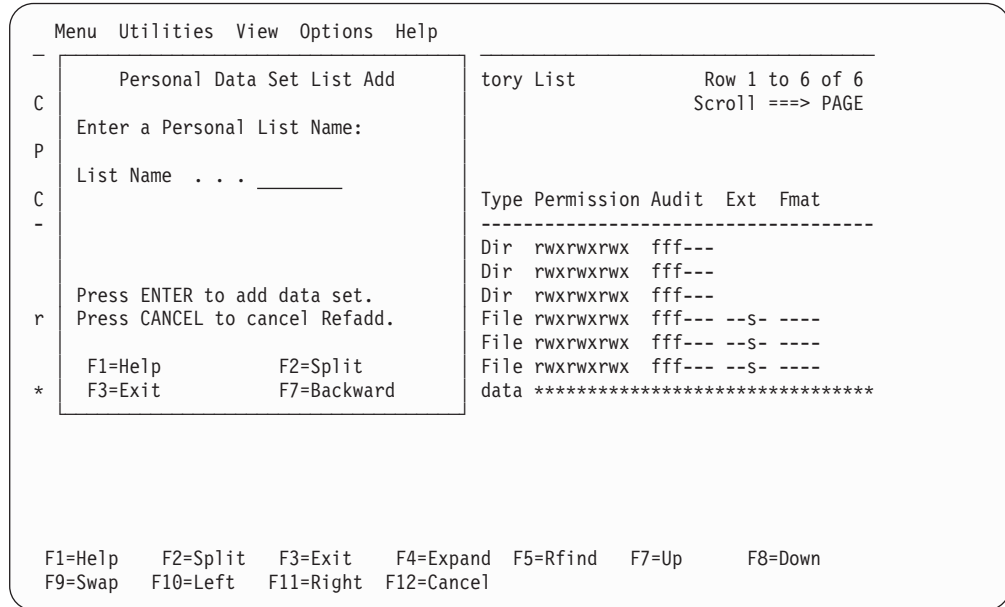 Menu  Utilities  View  Options  Help
Personal Data Set List Add
tory List            Row 1 to 6 of 6
C
Scroll ===> PAGE
Enter a Personal List Name:
P
List Name  . . . ________
C
Type Permission Audit  Ext  Fmat
-
-------------------------------------
Dir  rwxrwxrwx  fff---
Dir  rwxrwxrwx  fff---
Press ENTER to add data set.
Dir  rwxrwxrwx  fff---
r
Press CANCEL to cancel Refadd.
File rwxrwxrwx  fff--- --s- ----
File rwxrwxrwx  fff--- --s-
F1=Help           F2=Split
File rwxrwxrwx  fff--- --s- ----
*
F3=Exit           F7=Backward
data ********************************
F1=Help    F2=Split   F3=Exit    F4=Expand  F5=Rfind   F7=Up      F8=Down
F9=Swap   F10=Left   F11=Right  F12=Cancel